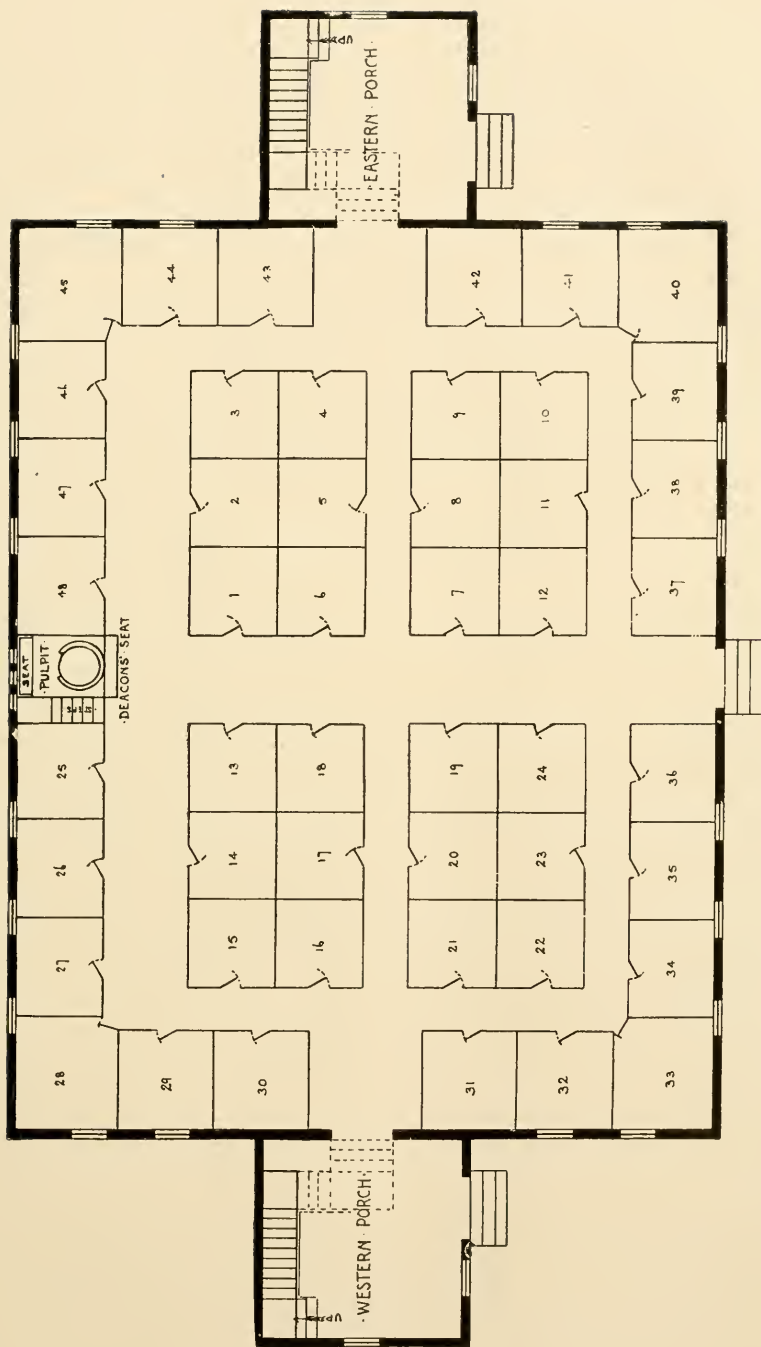 SEAT
·PULPIT·
28 27 26 25 48 47 46 45
·DEACONS' SEAT
29 15 14 13 1 2 3 44
UP
UP
30 16 17 18 6 5 4 43
·WESTERN PORCH·
·EASTERN·PORCH·
31 21 20 19 7 8 9 42
32 22 23 24 12 11 10 41
33 34 35 36 37 38 39 40